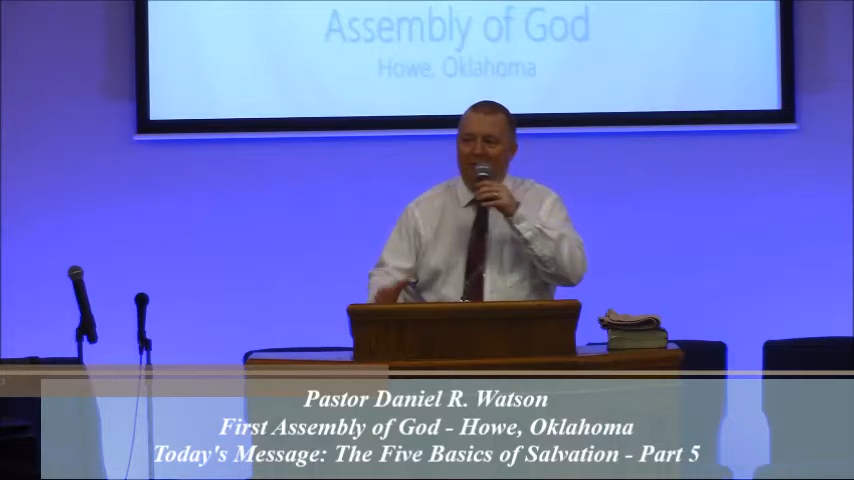 Assembly of God
Howe, Oklahoma
Pastor Daniel R. Watson
First Assembly of God - Howe, Oklahoma
Today's Message: The Five Basics of Salvation - Part 5